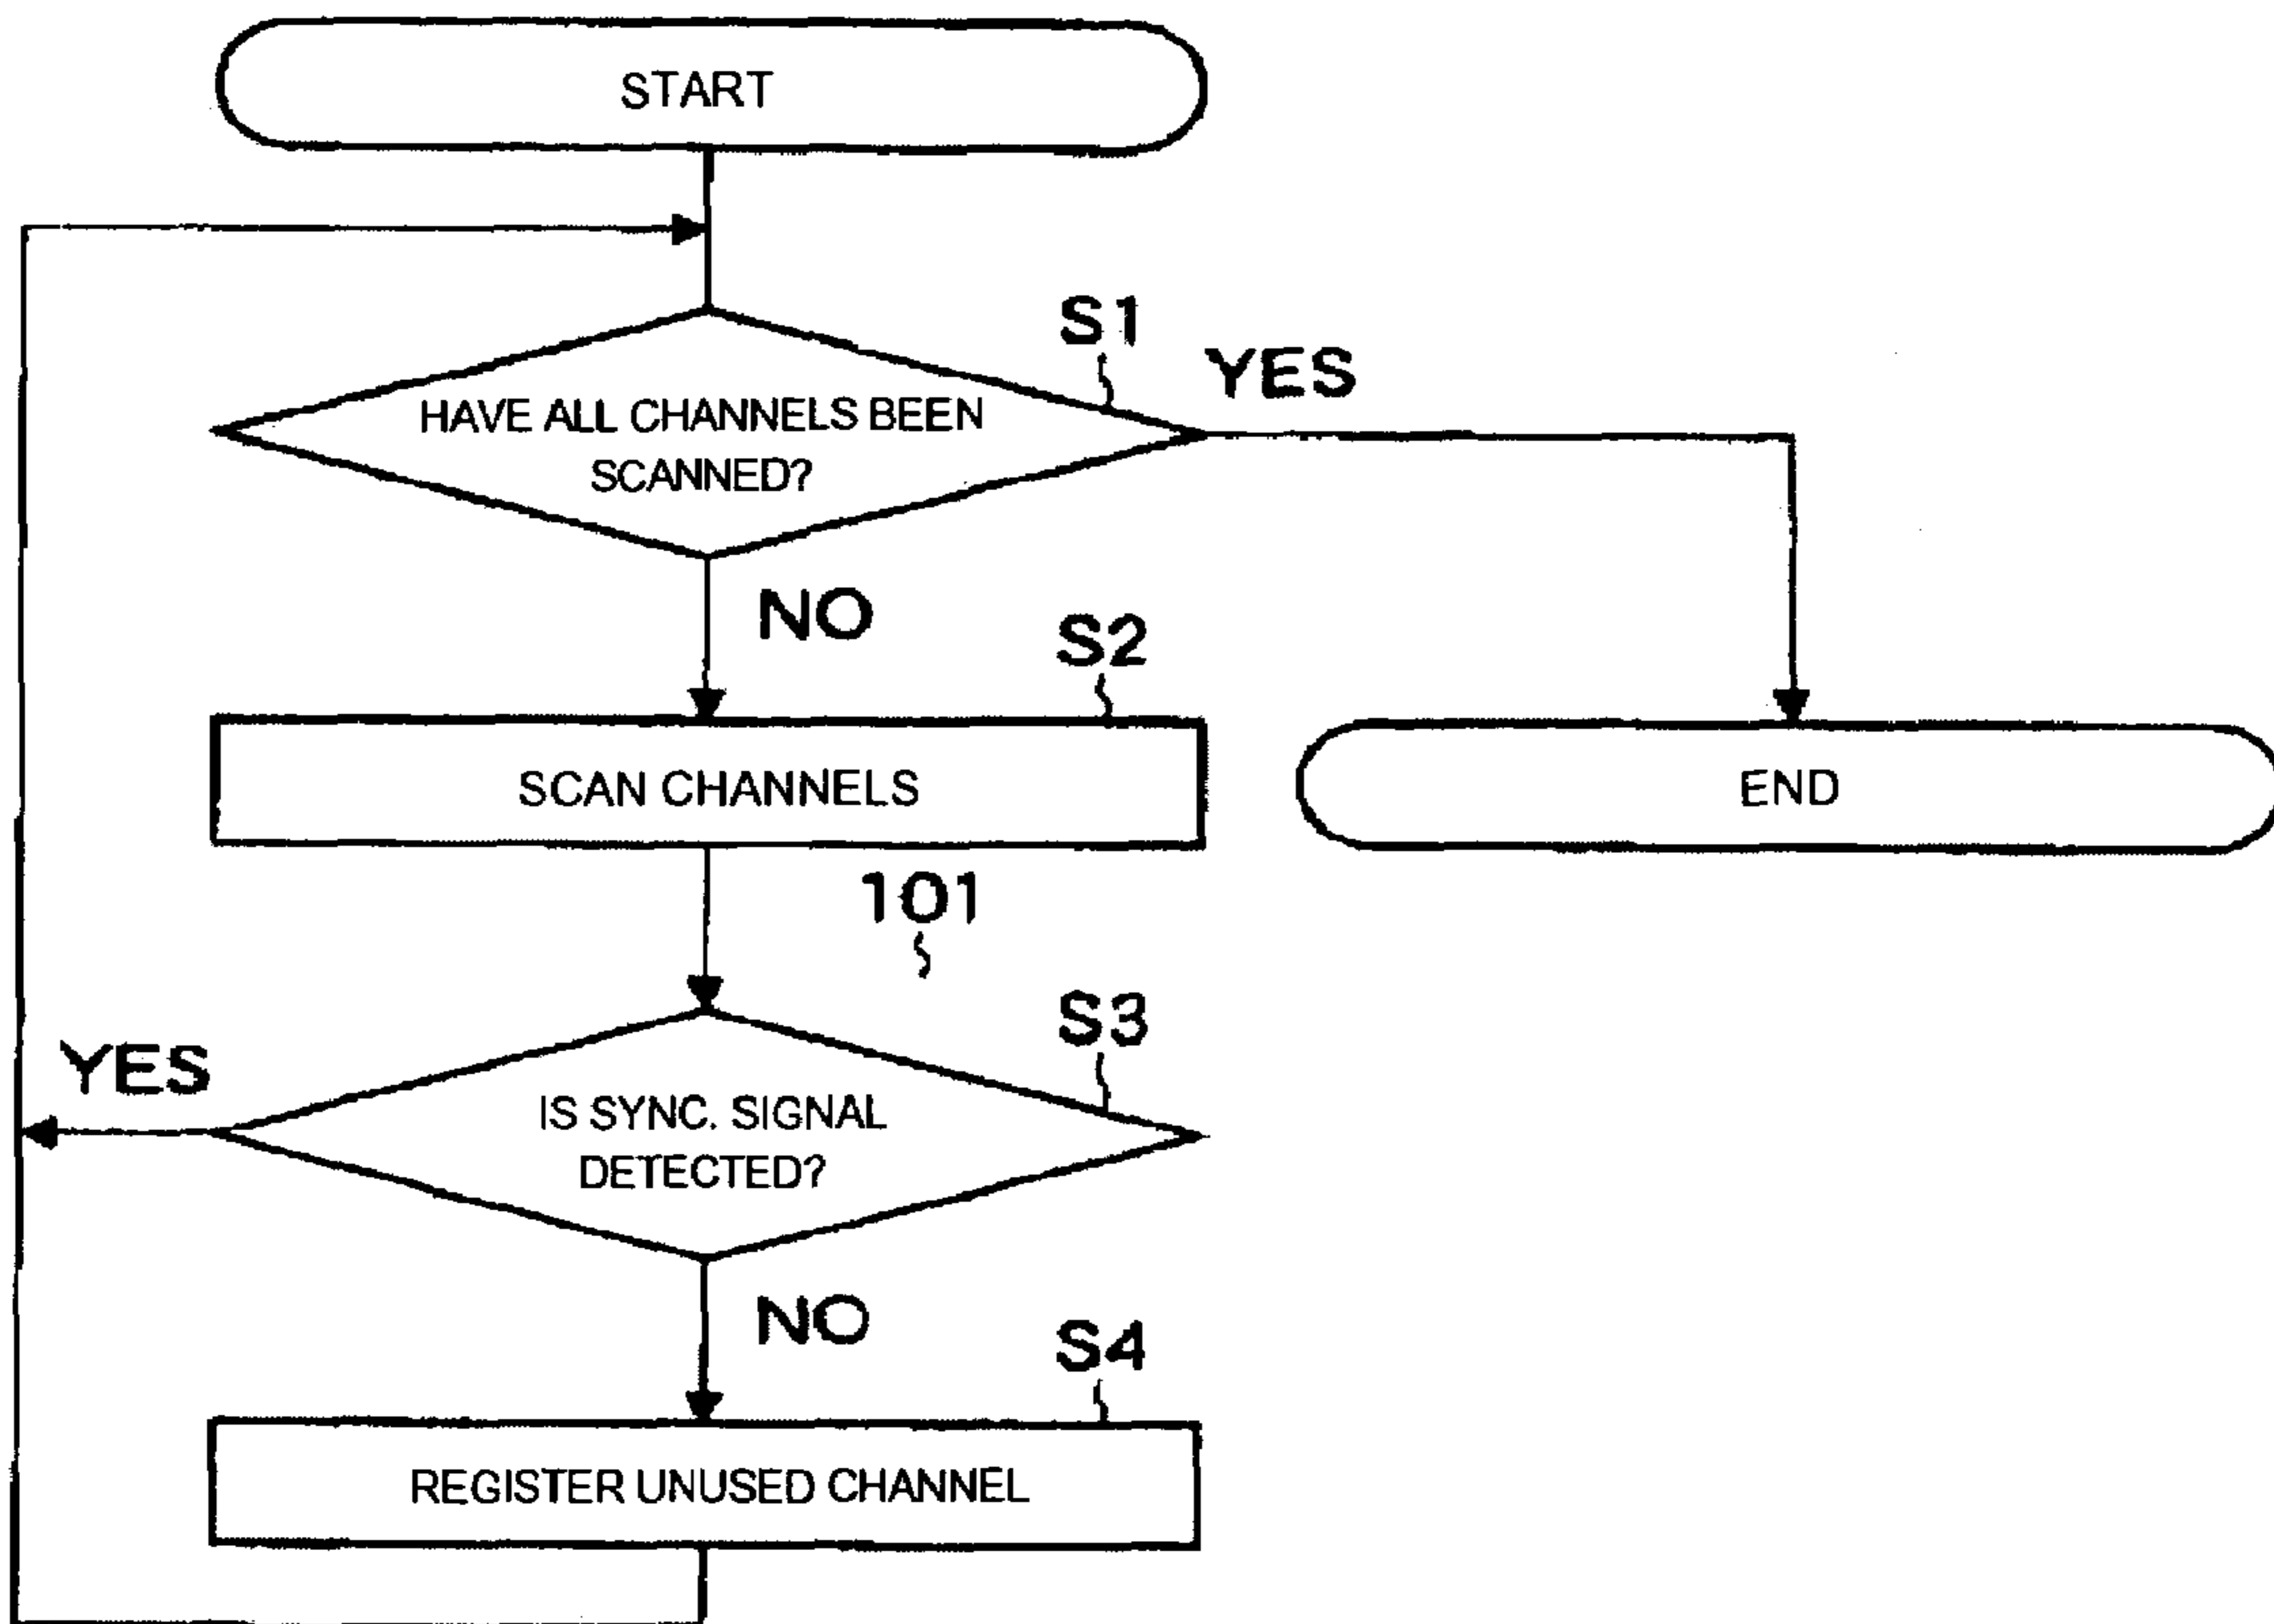 START
S1
YES
HAVE ALL CHANNELS BEEN
SCANNED?
NO
S2
SCAN CHANNELS
END
101
S3
YES
IS SYNC. SIGNAL
DETECTED?
NO
S4
REGISTER UNUSED CHANNEL